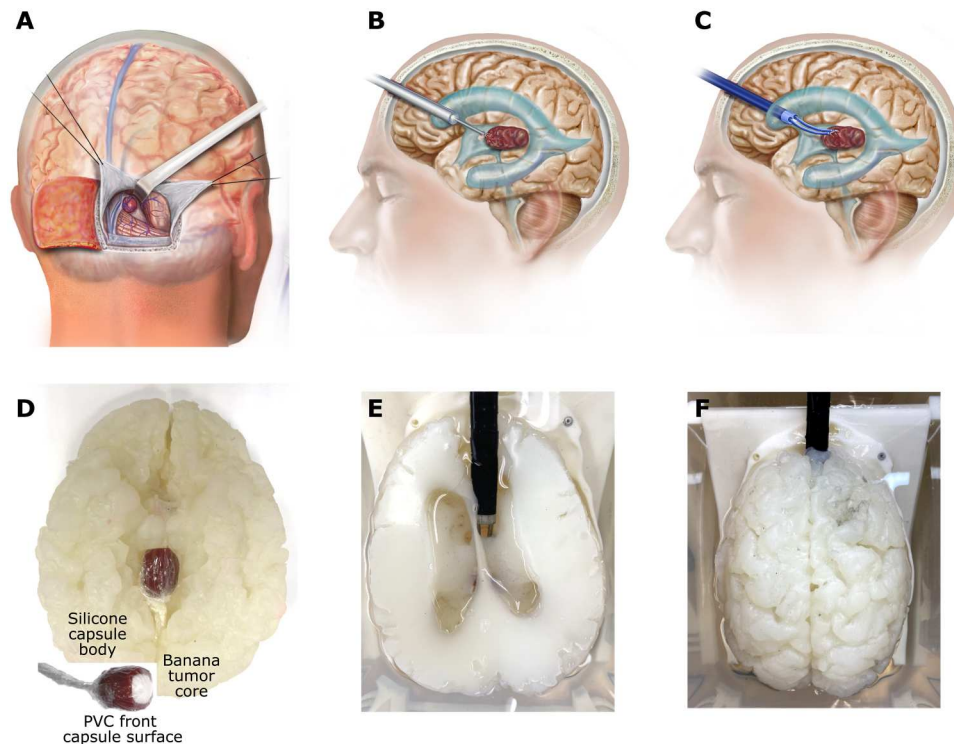 A
B
C
D
E
F
Silicone
capsule
body
Banana
tumor
core
PVC front
capsule surface